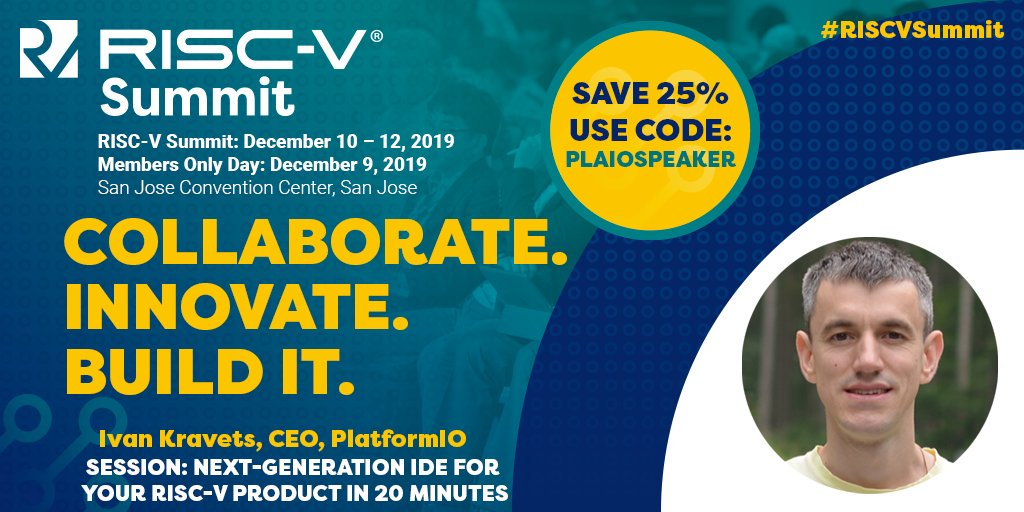 RISC-V®
Summit
RISC-V Summit: December 10 – 12, 2019
Members Only Day: December 9, 2019
San Jose Convention Center, San Jose
COLLABORATE.
INNOVATE.
BUILD IT.
Ivan Kravets, CEO, PlatformIO
SESSION: NEXT-GENERATION IDE FOR
YOUR RISC-V PRODUCT IN 20 MINUTES
SAVE 25%
USE CODE:
PLAIOSPEAKER
#RISCVSummit